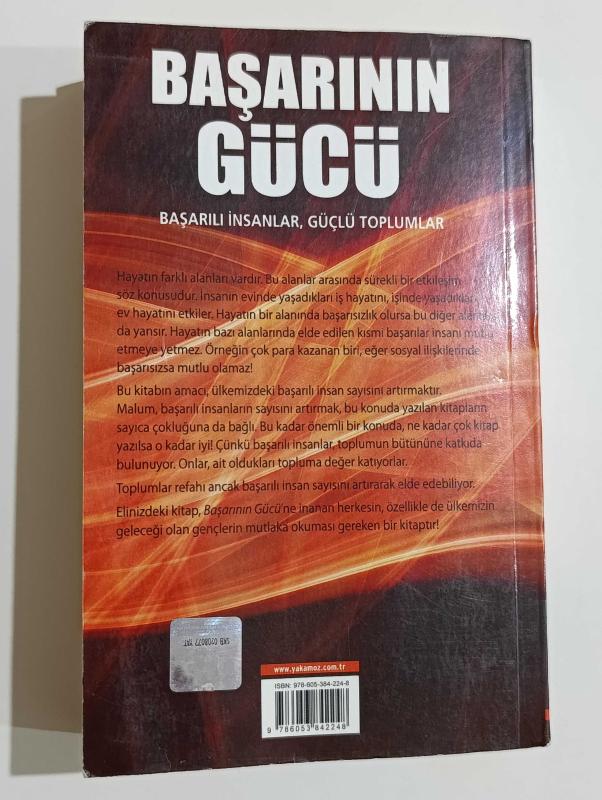 BAŞARININ
GÜCÜ
BAŞARILI İNSANLAR, GÜÇLÜ TOPLUMLAR
Hayatın farklı alanları vardır. Bu alanlar arasında sürekli bir etkileşim
söz konusudur. İnsanın evinde yaşadıkları iş hayatını, işinde yaşadıkları
ev hayatını etkiler. Hayatın bir alanında başarısızlık olursa bu diğer alanlara
da yansır. Hayatın bazı alanlarında elde edilen kısmi başarılar insanı mutlu
etmeye yetmez. Örneğin çok para kazanan biri, eğer sosyal ilişkilerinde
başarısızsa mutlu olamaz!
Bu kitabın amacı, ülkemizdeki başarılı insan sayısını artırmaktır.
Malum, başarılı insanların sayısını artırmak, bu konuda yazılan kitapların
sayıca çokluğuna da bağlı. Bu kadar önemli bir konuda, ne kadar çok kitap
yazılsa o kadar iyi! Çünkü başarılı insanlar, toplumun bütününe katkıda
bulunuyor. Onlar, ait oldukları topluma değer katıyorlar.
Toplumlar refahı ancak başarılı insan sayısını artırarak elde edebiliyor.
Elinizdeki kitap, Başarının Gücü'ne inanan herkesin, özellikle de ülkemizin
geleceği olan gençlerin mutlaka okuması gereken bir kitaptır!
www.yakamoz.com.tr
ISBN: 978-605-384-224-8
9 786053 842248